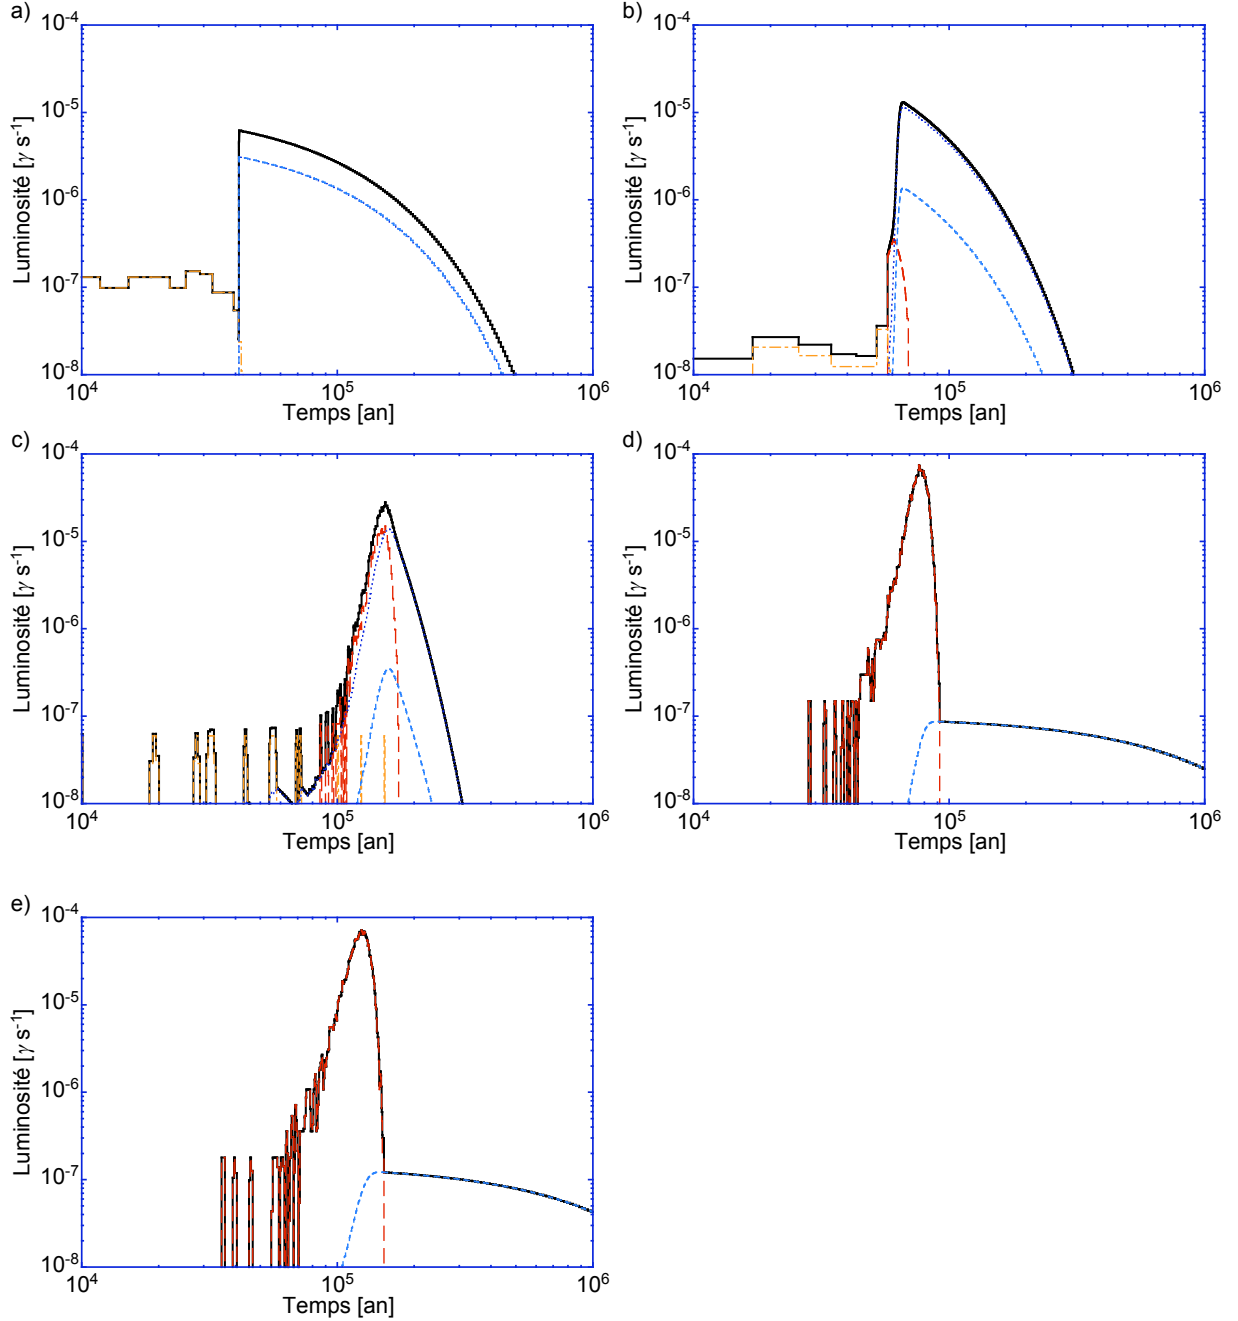 a)
10⁻⁴
10⁻⁵
10⁻⁶
10⁻⁷
10⁻⁸
Luminosité [γ s⁻¹]
10⁴ 10⁵ 10⁶
Temps [an]
b)
10⁻⁴
10⁻⁵
10⁻⁶
10⁻⁷
10⁻⁸
Luminosité [γ s⁻¹]
10⁴ 10⁵ 10⁶
Temps [an]
c)
10⁻⁴
10⁻⁵
10⁻⁶
10⁻⁷
10⁻⁸
Luminosité [γ s⁻¹]
10⁴ 10⁵ 10⁶
Temps [an]
d)
10⁻⁴
10⁻⁵
10⁻⁶
10⁻⁷
10⁻⁸
Luminosité [γ s⁻¹]
10⁴ 10⁵ 10⁶
Temps [an]
e)
10⁻⁴
10⁻⁵
10⁻⁶
10⁻⁷
10⁻⁸
Luminosité [γ s⁻¹]
10⁴ 10⁵ 10⁶
Temps [an]